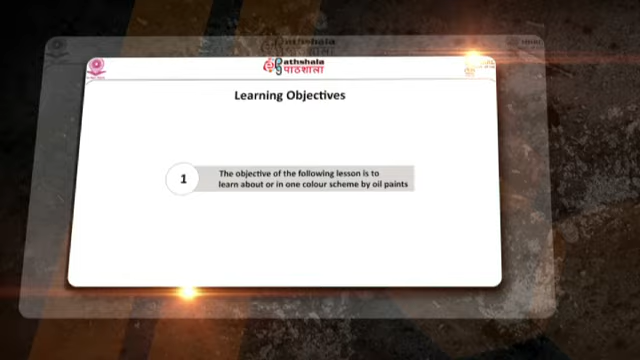 athshala
पाठशाला
Learning Objectives
1
The objective of the following lesson is to
learn about or in one colour scheme by oil paints